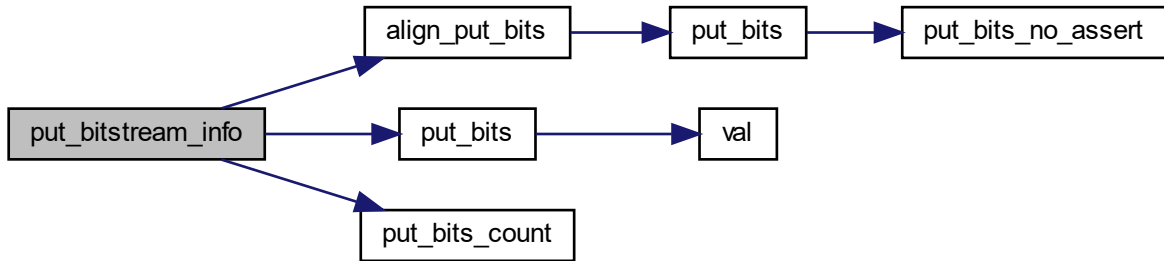 align_put_bits
put_bits
put_bits_no_assert
put_bitstream_info
put_bits
val
put_bits_count